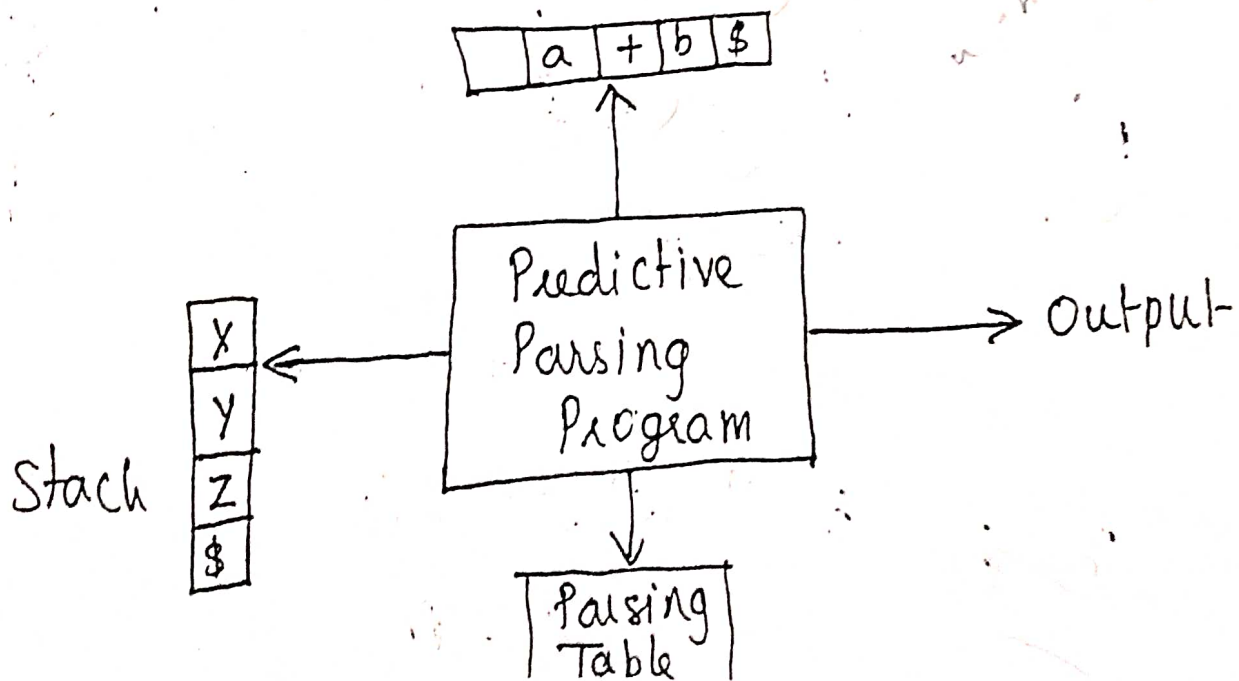 a + b $
Predictive
Parsing
Program
Output
X
Y
Z
$
Stack
Parsing
Table